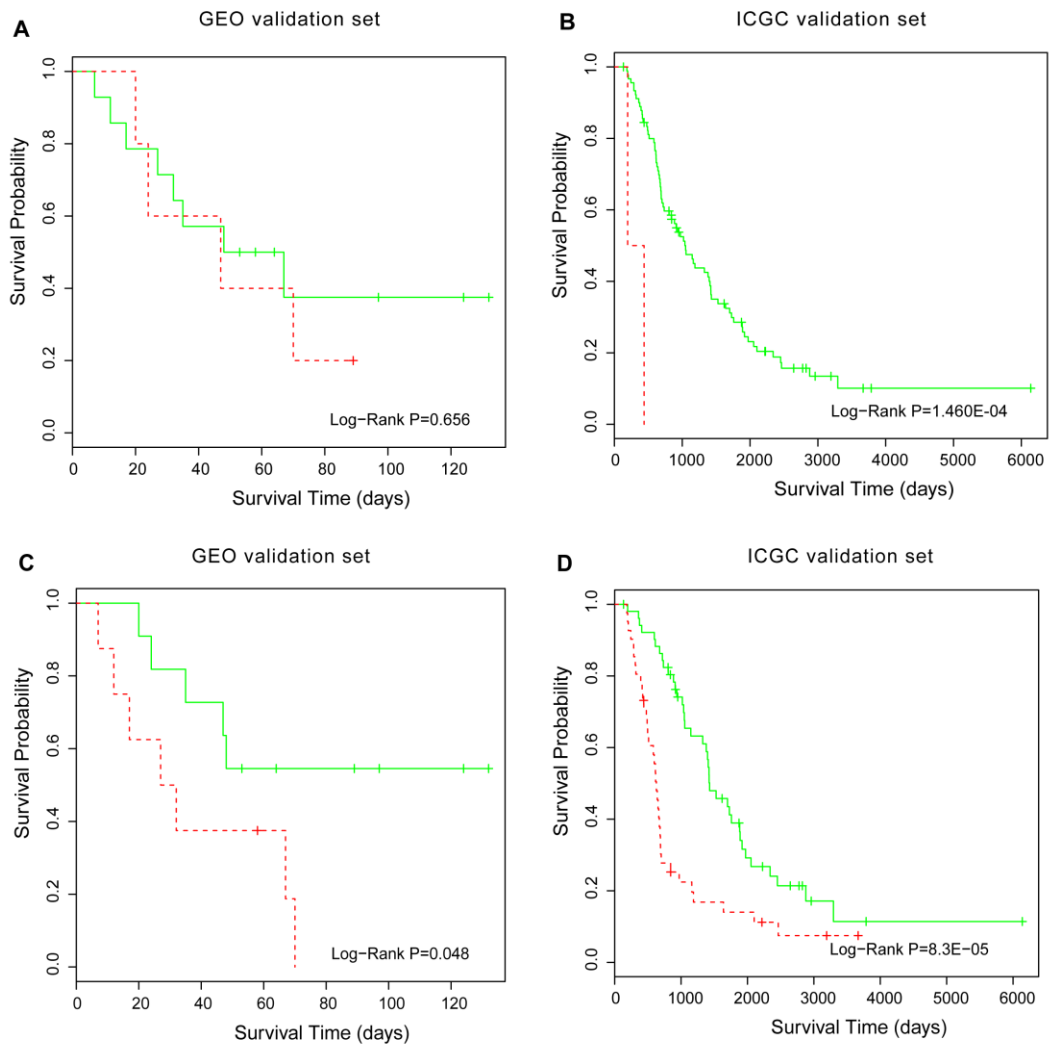 A
GEO validation set
Survival Probability
1.0
0.8
0.6
0.4
0.2
0.0
Log−Rank P=0.656
0 20 40 60 80 100 120
Survival Time (days)
B
ICGC validation set
Survival Probability
1.0
0.8
0.6
0.4
0.2
0.0
Log−Rank P=1.460E-04
0 1000 2000 3000 4000 5000 6000
Survival Time (days)
C
GEO validation set
Survival Probability
1.0
0.8
0.6
0.4
0.2
0.0
Log−Rank P=0.048
0 20 40 60 80 100 120
Survival Time (days)
D
ICGC validation set
Survival Probability
1.0
0.8
0.6
0.4
0.2
0.0
Log−Rank P=8.3E−05
0 1000 2000 3000 4000 5000 6000
Survival Time (days)